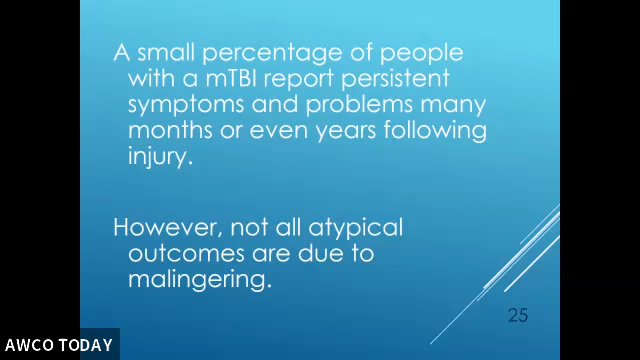 A small percentage of people
with a mTBI report persistent
symptoms and problems many
months or even years following
injury.
However, not all atypical
outcomes are due to
malingering.
25
AWCO TODAY